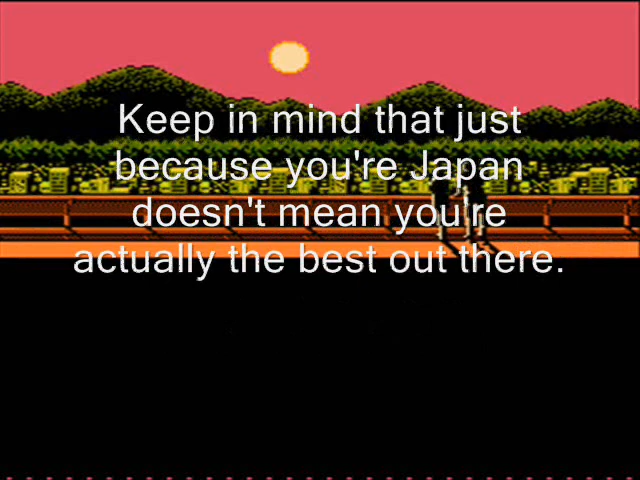 Keep in mind that just
because you're Japan
doesn't mean you're
actually the best out there.